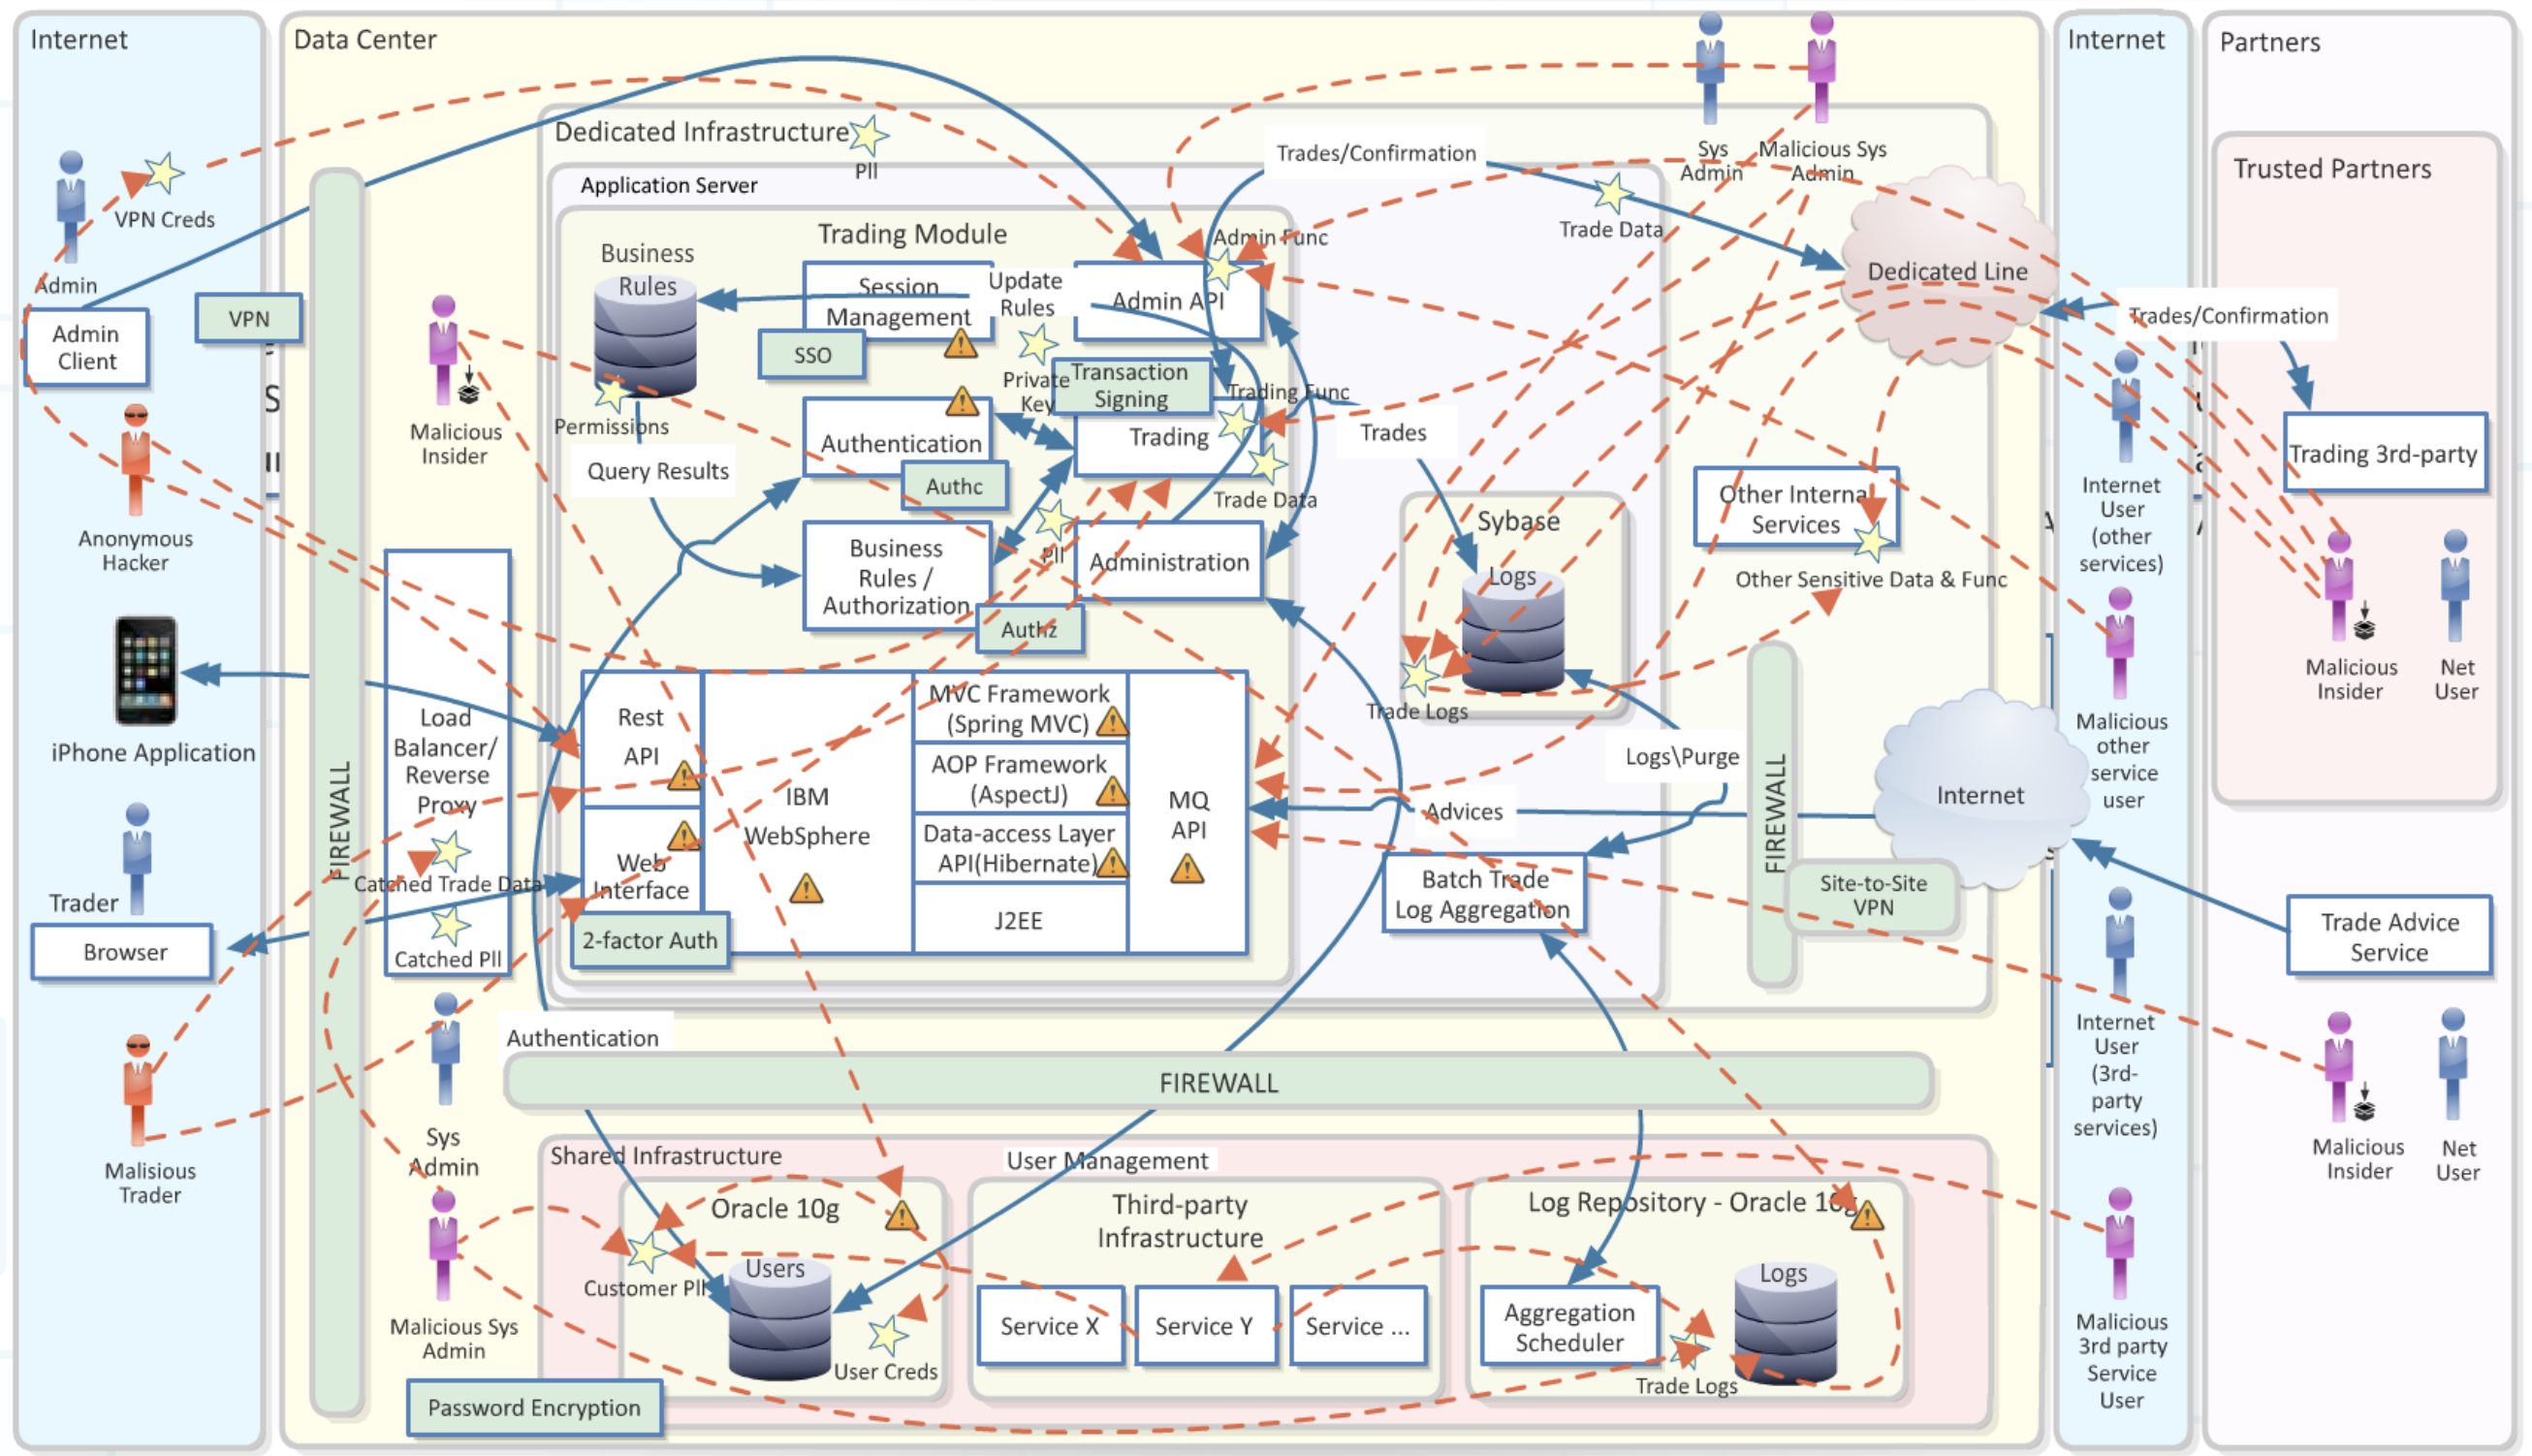 Internet
Data Center
Internet
Partners
Dedicated Infrastructure
PII
Application Server
Trading Module
Trades/Confirmation
Sys
Admin
Malicious Sys
Admin
Trusted Partners
VPN Creds
Admin
Admin
Client
VPN
Business
Rules
Session
Management
Update
Rules
Admin API
Admin Func
Trade Data
Dedicated Line
Trades/Confirmation
SSO
Private
Key
Transaction
Signing
Trading Func
Permissions
Query Results
Authentication
Authc
Trading
Trade Data
Trades
Malicious
Insider
Anonymous
Hacker
Business
Rules /
Authorization
PII
Administration
Authz
Sybase
Logs
Trade Logs
Other Interna
Services
Other Sensitive Data & Func
Internet
User
(other
services)
Trading 3rd-party
Malicious
Insider
Net
User
Malicious
other
service
user
iPhone Application
Load
Balancer/
Reverse
Proxy
Catched Trade Data
Catched PII
FIREWALL
Rest
API
Web
Interface
2-factor Auth
IBM
WebSphere
MVC Framework
(Spring MVC)
AOP Framework
(AspectJ)
Data-access Layer
API(Hibernate)
J2EE
MQ
API
Logs\Purge
Advices
Batch Trade
Log Aggregation
FIREWALL
Internet
Site-to-Site
VPN
Trade Advice
Service
Trader
Browser
Malisious
Trader
Sys
Admin
Authentication
FIREWALL
Internet
User
(3rd-
party
services)
Malicious
Insider
Net
User
Shared Infrastructure
User Management
Oracle 10g
Customer PII
Users
User Creds
Third-party
Infrastructure
Service X
Service Y
Service ...
Log Repository - Oracle 10g
Aggregation
Scheduler
Logs
Trade Logs
Malicious Sys
Admin
Password Encryption
Malicious
3rd party
Service
User